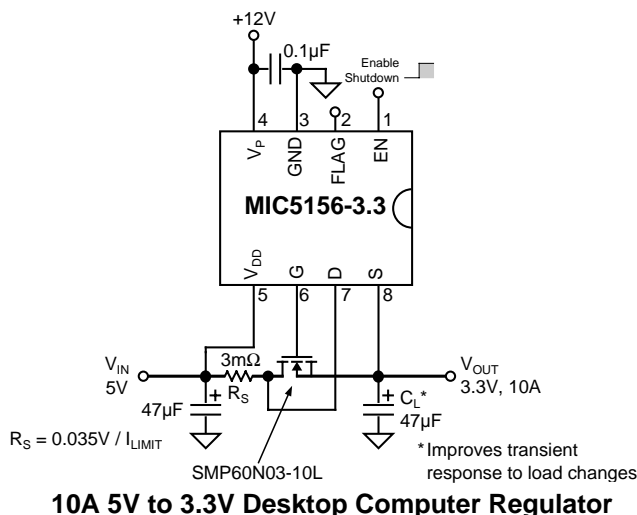 +12V
0.1µF
Enable
Shutdown
4 3 2 1
VP GND FLAG EN
MIC5156-3.3
VDD G D S
5 6 7 8
VIN
5V
3mΩ
RS
VOUT
3.3V, 10A
47µF
+
CL*
+
47µF
RS = 0.035V / ILIMIT
SMP60N03-10L
*Improves transient
response to load changes
10A 5V to 3.3V Desktop Computer Regulator